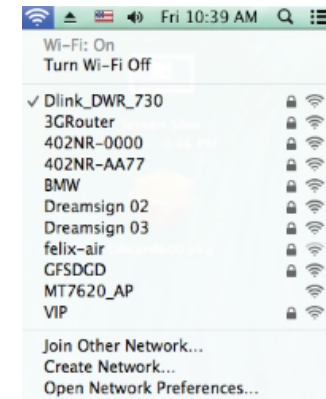 Fri 10:39 AM
Wi-Fi: On
Turn Wi-Fi Off
✓ Dlink_DWR_730
3GRouter
402NR-0000
402NR-AA77
BMW
Dreamsign 02
Dreamsign 03
felix-air
GFSDGD
MT7620_AP
VIP
Join Other Network...
Create Network...
Open Network Preferences...